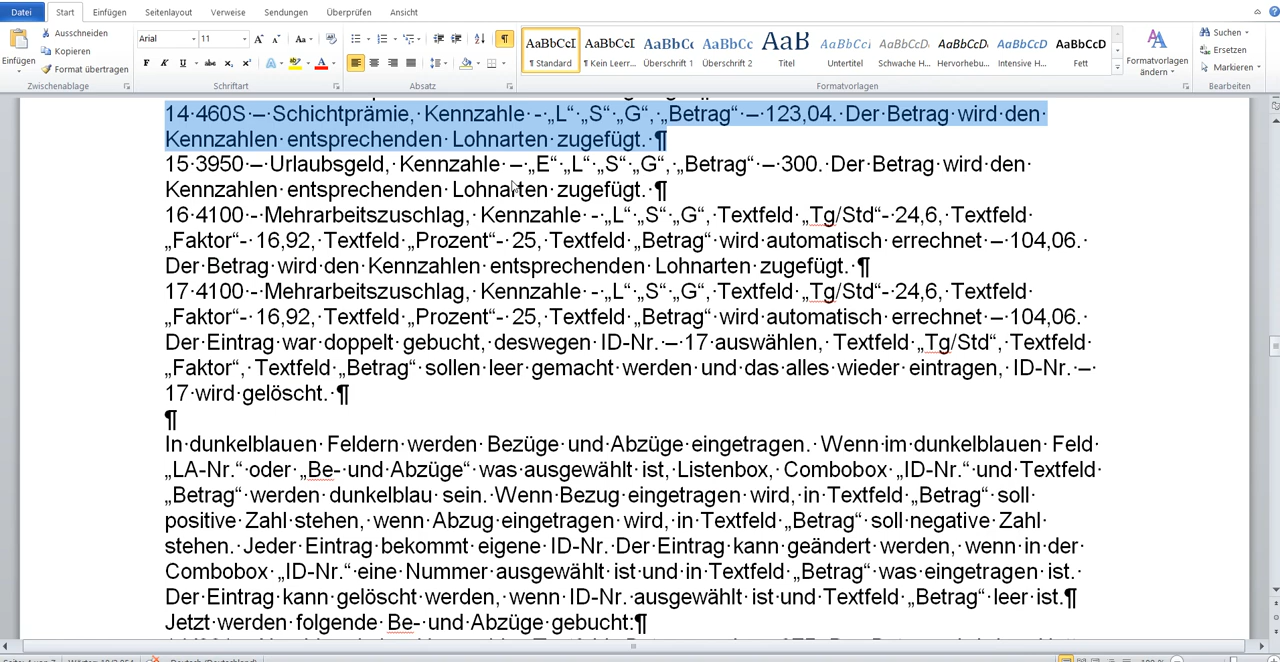 Datei Start Einfügen Seitenlayout Verweise Sendungen Überprüfen Ansicht
Einfügen
Ausschneiden
Kopieren
Format übertragen
Zwischenablage
Arial 11
Schriftart
Absatz
AaBbCcI AaBbCcI AaBbCc AaBbCc AaB AaBbCcI AaBbCcD AaBbCcD AaBbCcD AaBbCcD
¶ Standard ¶ Kein Leerr... Überschrift 1 Überschrift 2 Titel Untertitel Schwache H... Hervorhebu... Intensive H... Fett
Formatvorlagen
Formatvorlagen ändern
Suchen
Ersetzen
Markieren
Bearbeiten
14·460S·–·Schichtprämie,·Kennzahle·-·„L“·„S“·„G“,·„Betrag“·–·123,04.·Der·Betrag·wird·den·
Kennzahlen·entsprechenden·Lohnarten·zugefügt.·¶
15·3950·–·Urlaubsgeld,·Kennzahle·–·„E“·„L“·„S“·„G“,·„Betrag“·–·300.·Der·Betrag·wird·den·
Kennzahlen·entsprechenden·Lohnarten·zugefügt.·¶
16·4100·-·Mehrarbeitszuschlag,·Kennzahle·-·„L“·„S“·„G“,·Textfeld·„Tg/Std“-·24,6,·Textfeld·
„Faktor“-·16,92,·Textfeld·„Prozent“-·25,·Textfeld·„Betrag“·wird·automatisch·errechnet·–·104,06.·
Der·Betrag·wird·den·Kennzahlen·entsprechenden·Lohnarten·zugefügt.·¶
17·4100·-·Mehrarbeitszuschlag,·Kennzahle·-·„L“·„S“·„G“,·Textfeld·„Tg/Std“-·24,6,·Textfeld·
„Faktor“-·16,92,·Textfeld·„Prozent“-·25,·Textfeld·„Betrag“·wird·automatisch·errechnet·–·104,06.·
Der·Eintrag·war·doppelt·gebucht,·deswegen·ID-Nr.·–·17·auswählen,·Textfeld·„Tg/Std“,·Textfeld·
„Faktor“,·Textfeld·„Betrag“·sollen·leer·gemacht·werden·und·das·alles·wieder·eintragen,·ID-Nr.·–·
17·wird·gelöscht.·¶
¶
In·dunkelblauen·Feldern·werden·Bezüge·und·Abzüge·eingetragen.·Wenn·im·dunkelblauen·Feld·
„LA-Nr.“·oder·„Be-·und·Abzüge“·was·ausgewählt·ist,·Listenbox,·Combobox·„ID-Nr.“·und·Textfeld·
„Betrag“·werden·dunkelblau·sein.·Wenn·Bezug·eingetragen·wird,·in·Textfeld·„Betrag“·soll·
positive·Zahl·stehen,·wenn·Abzug·eingetragen·wird,·in·Textfeld·„Betrag“·soll·negative·Zahl·
stehen.·Jeder·Eintrag·bekommt·eigene·ID-Nr.·Der·Eintrag·kann·geändert·werden,·wenn·in·der·
Combobox·„ID-Nr.“·eine·Nummer·ausgewählt·ist·und·in·Textfeld·„Betrag“·was·eingetragen·ist.·
Der·Eintrag·kann·gelöscht·werden,·wenn·ID-Nr.·ausgewählt·ist·und·Textfeld·„Betrag“·leer·ist.¶
Jetzt·werden·folgende·Be-·und·Abzüge·gebucht:¶